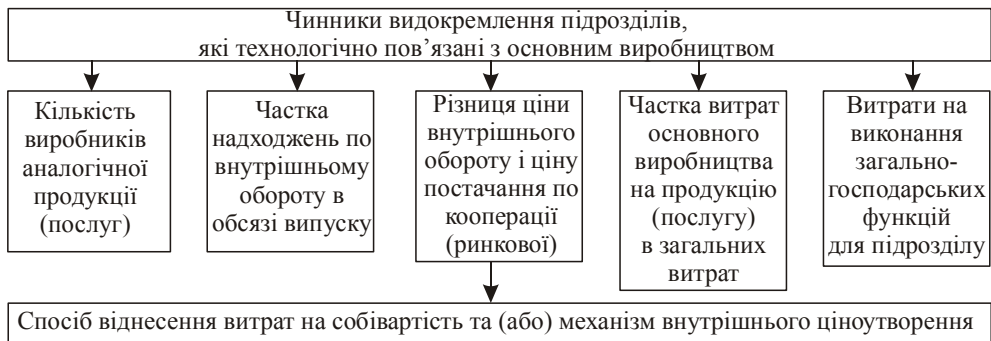 Чинники видокремлення підрозділів,
які технологічно пов’язані з основним виробництвом
Кількість
виробників
аналогічної
продукції
(послуг)
Частка
надходжень по
внутрішньому
обороту в
обсязі випуску
Різниця ціни
внутрішнього
обороту і ціну
постачання по
кооперації
(ринкової)
Частка витрат
основного
виробництва
на продукцію
(послугу)
в загальних
витрат
Витрати на
виконання
загально-
господарських
функцій
для підрозділу
Спосіб віднесення витрат на собівартість та (або) механізм внутрішнього ціноутворення